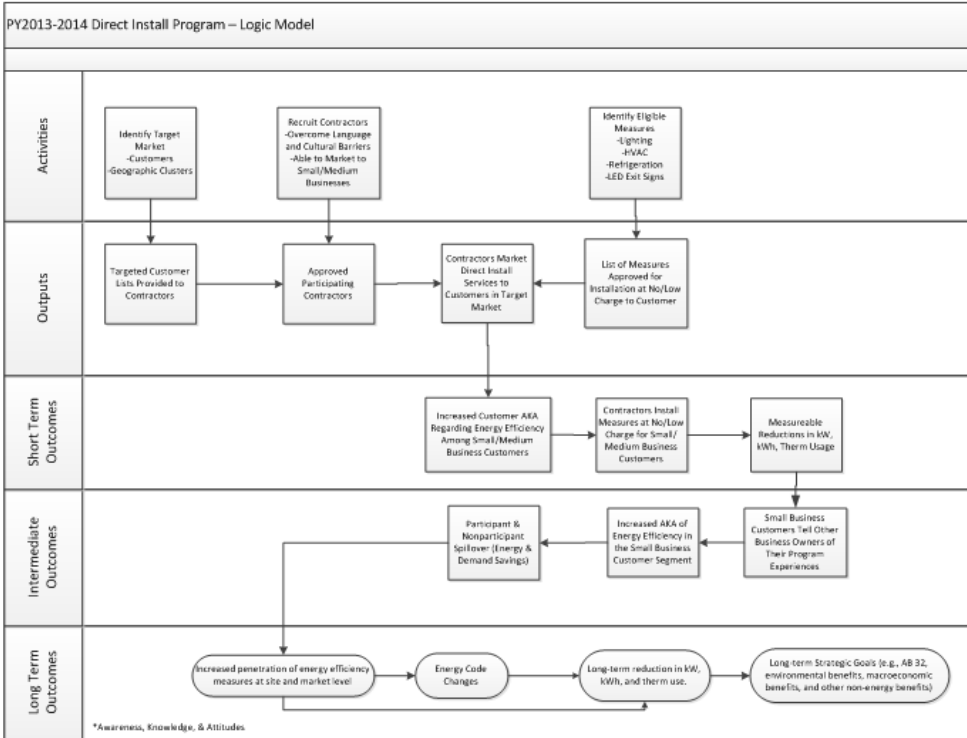 PY2013-2014 Direct Install Program – Logic Model
Activities
Identify Target
Market
-Customers
-Geographic Clusters
Recruit Contractors
-Overcome Language
and Cultural Barriers
-Able to Market to
Small/Medium
Businesses
Identify Eligible
Measures
-Lighting
-HVAC
-Refrigeration
-LED Exit Signs
Outputs
Targeted Customer
Lists Provided to
Contractors
Approved
Participating
Contractors
Contractors Market
Direct Install
Services to
Customers in Target
Market
List of Measures
Approved for
Installation at No/Low
Charge to Customer
Short Term
Outcomes
Increased Customer AKA
Regarding Energy Efficiency
Among Small/Medium
Business Customers
Contractors Install
Measures at No/Low
Charge for Small/
Medium Business
Customers
Measureable
Reductions in kW,
kWh, Therm Usage
Intermediate
Outcomes
Participant &
Nonparticipant
Spillover (Energy &
Demand Savings)
Increased AKA of
Energy Efficiency in
the Small Business
Customer Segment
Small Business
Customers Tell Other
Business Owners of
Their Program
Experiences
Long Term
Outcomes
Increased penetration of energy efficiency
measures at site and market level
Energy Code
Changes
Long-term reduction in kW,
kWh, and therm use.
Long-term Strategic Goals (e.g., AB 32,
environmental benefits, macroeconomic
benefits, and other non-energy benefits)
*Awareness, Knowledge, & Attitudes